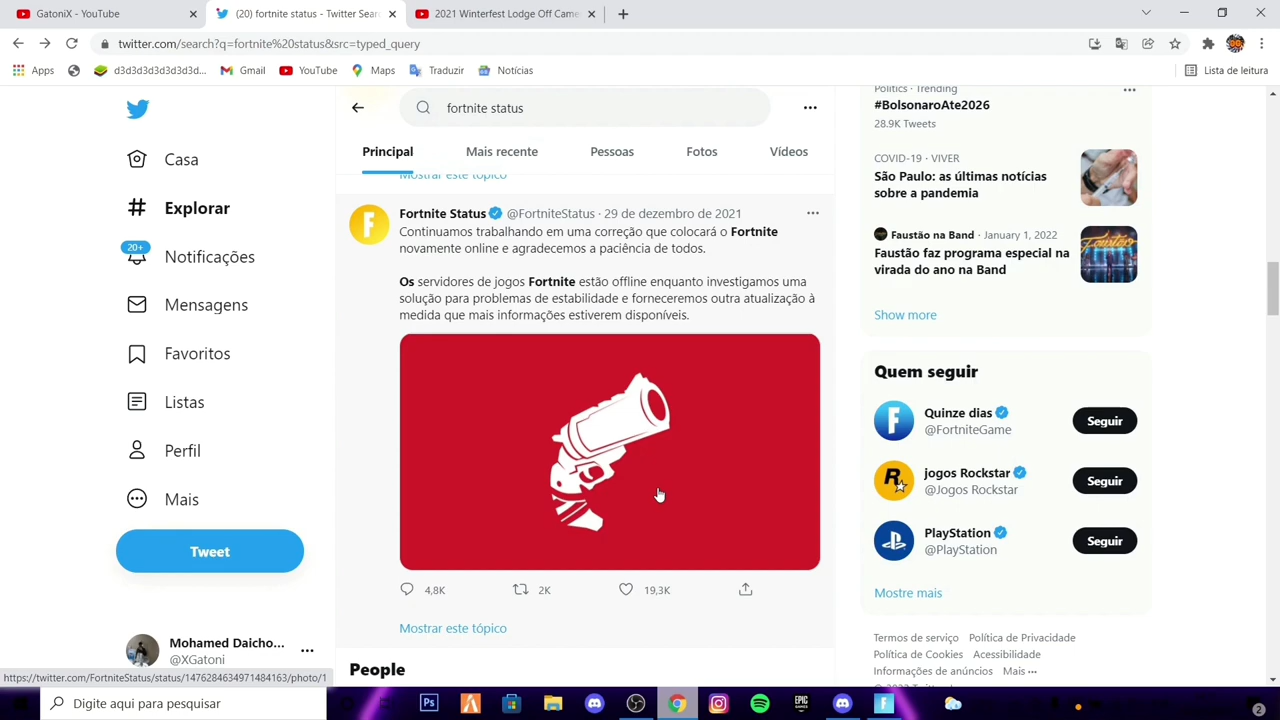 GatoniX - YouTube
(20) fortnite status - Twitter Sear
2021 Winterfest Lodge Off Came
twitter.com/search?q=fortnite%20status&src=typed_query
Apps
d3d3d3d3d3d3d...
Gmail
YouTube
Maps
Traduzir
Notícias
Lista de leitura
fortnite status
Principal
Mais recente
Pessoas
Fotos
Vídeos
Mostrar este tópico
Casa
Explorar
20+
Notificações
Mensagens
Favoritos
Listas
Perfil
Mais
Tweet
Mohamed Daicho...
@XGatoni
Fortnite Status @FortniteStatus · 29 de dezembro de 2021
Continuamos trabalhando em uma correção que colocará o Fortnite
novamente online e agradecemos a paciência de todos.
Os servidores de jogos Fortnite estão offline enquanto investigamos uma
solução para problemas de estabilidade e forneceremos outra atualização à
medida que mais informações estiverem disponíveis.
4,8K
2K
19,3K
Mostrar este tópico
People
Politics · Trending
#BolsonaroAte2026
28.9K Tweets
COVID-19 · VIVER
São Paulo: as últimas notícias
sobre a pandemia
Faustão na Band · January 1, 2022
Faustão faz programa especial na
virada do ano na Band
Show more
Quem seguir
Quinze dias
@FortniteGame
Seguir
jogos Rockstar
@Jogos Rockstar
Seguir
PlayStation
@PlayStation
Seguir
Mostre mais
Termos de serviço Política de Privacidade
Política de Cookies Acessibilidade
Informações de anúncios Mais ···
https://twitter.com/FortniteStatus/status/1476284654971484163/photo/1
Digite aqui para pesquisar
Ps
EPIC
GAMES
2